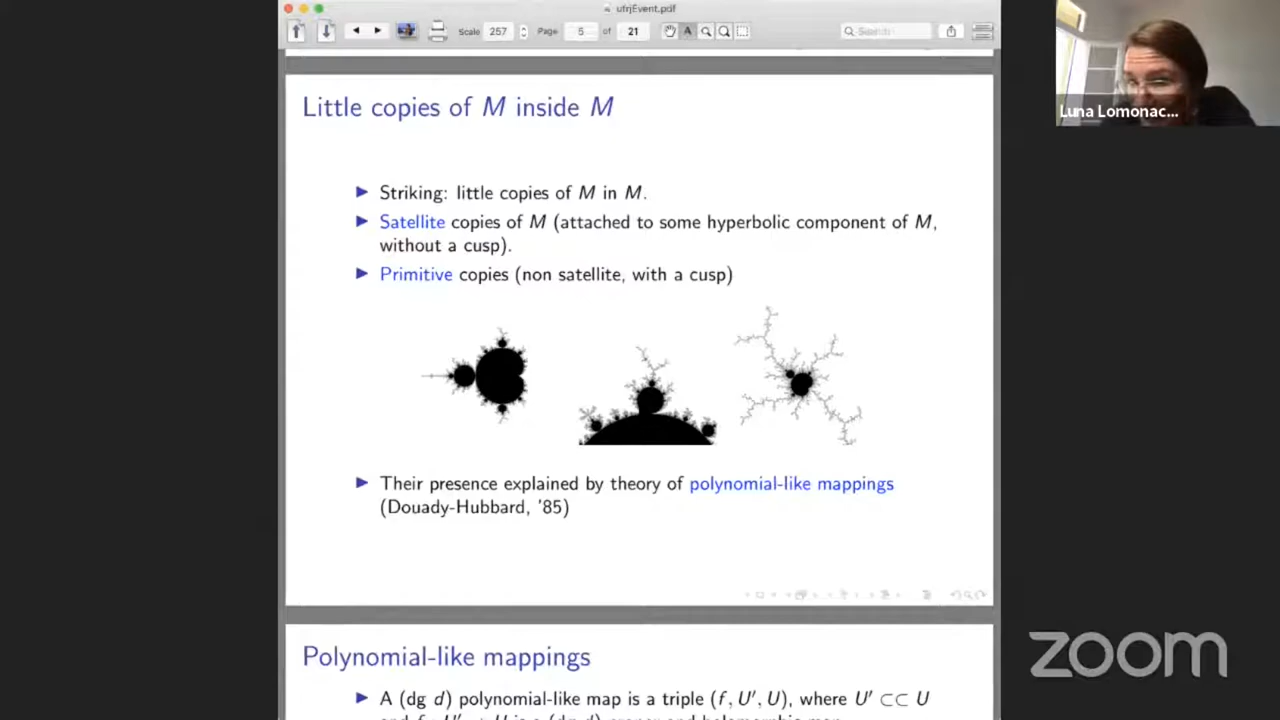 ufrjEvent.pdf
Scale 257 Page 5 of 21 Search
Luna Lomonac...
Little copies of M inside M
Striking: little copies of M in M.
Satellite copies of M (attached to some hyperbolic component of M,
without a cusp).
Primitive copies (non satellite, with a cusp)
Their presence explained by theory of polynomial-like mappings
(Douady-Hubbard, '85)
zoom
Polynomial-like mappings
A (dg d) polynomial-like map is a triple (f, U′, U), where U′ ⊂⊂ U